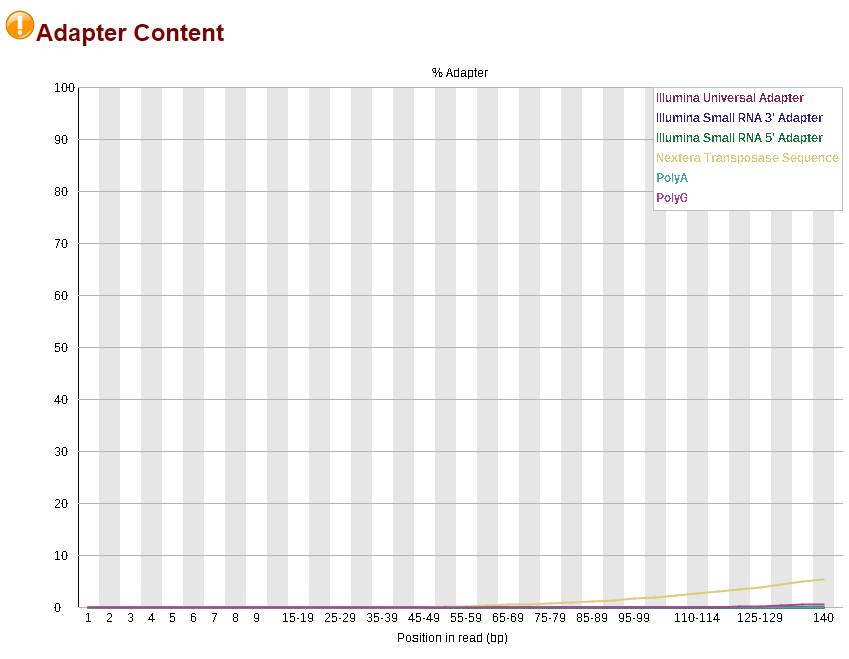 Adapter Content
% Adapter
100
90
80
70
60
50
40
30
20
10
0
Illumina Universal Adapter
Illumina Small RNA 3' Adapter
Illumina Small RNA 5' Adapter
Nextera Transposase Sequence
PolyA
PolyG
1 2 3 4 5 6 7 8 9 15-19 25-29 35-39 45-49 55-59 65-69 75-79 85-89 95-99 110-114 125-129 140
Position in read (bp)